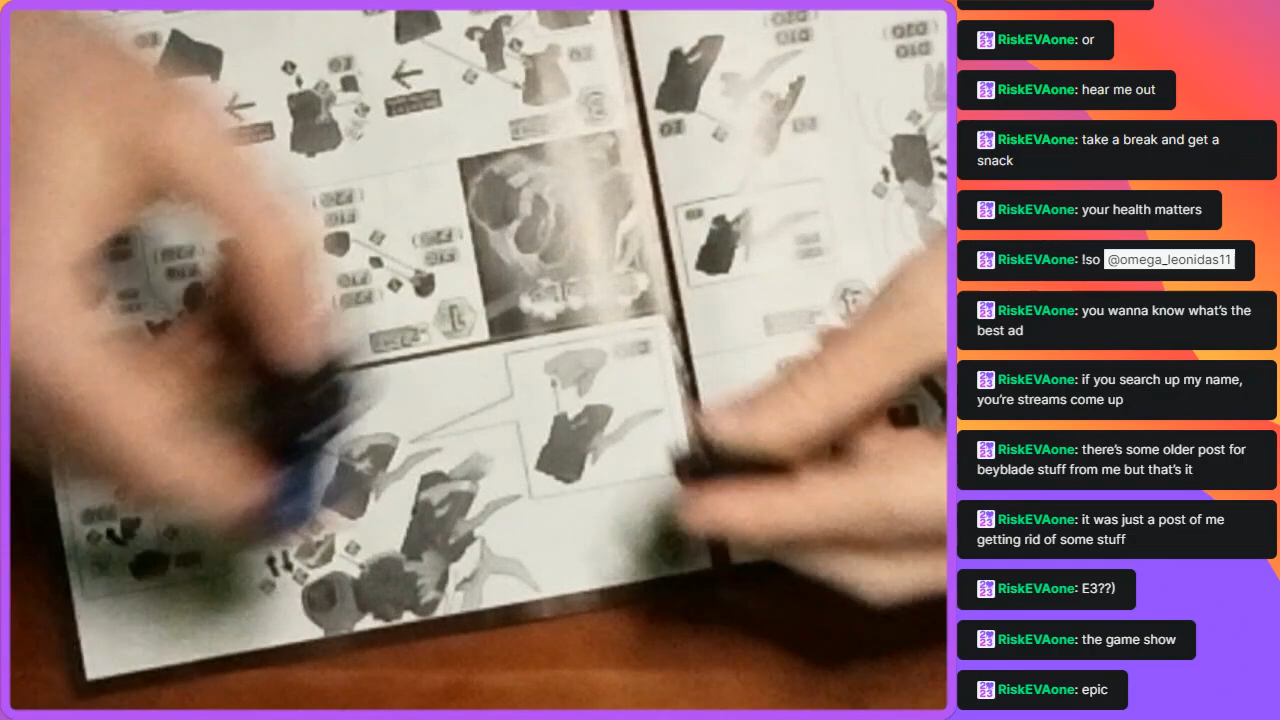 RiskEVAone: or
RiskEVAone: hear me out
RiskEVAone: take a break and get a
snack
RiskEVAone: your health matters
RiskEVAone: !so @omega_leonidas11
RiskEVAone: you wanna know what's the
best ad
RiskEVAone: if you search up my name,
you're streams come up
RiskEVAone: there's some older post for
beyblade stuff from me but that's it
RiskEVAone: it was just a post of me
getting rid of some stuff
RiskEVAone: E3??)
RiskEVAone: the game show
RiskEVAone: epic